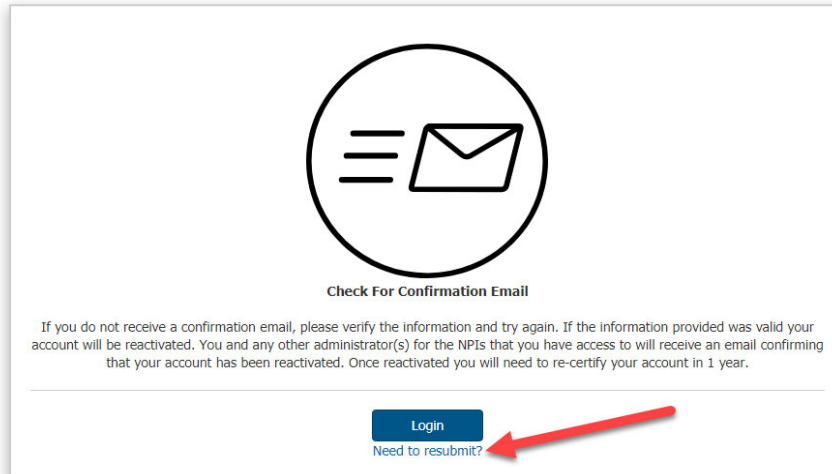 Check For Confirmation Email
If you do not receive a confirmation email, please verify the information and try again. If the information provided was valid your
account will be reactivated. You and any other administrator(s) for the NPIs that you have access to will receive an email confirming
that your account has been reactivated. Once reactivated you will need to re-certify your account in 1 year.
Login
Need to resubmit?